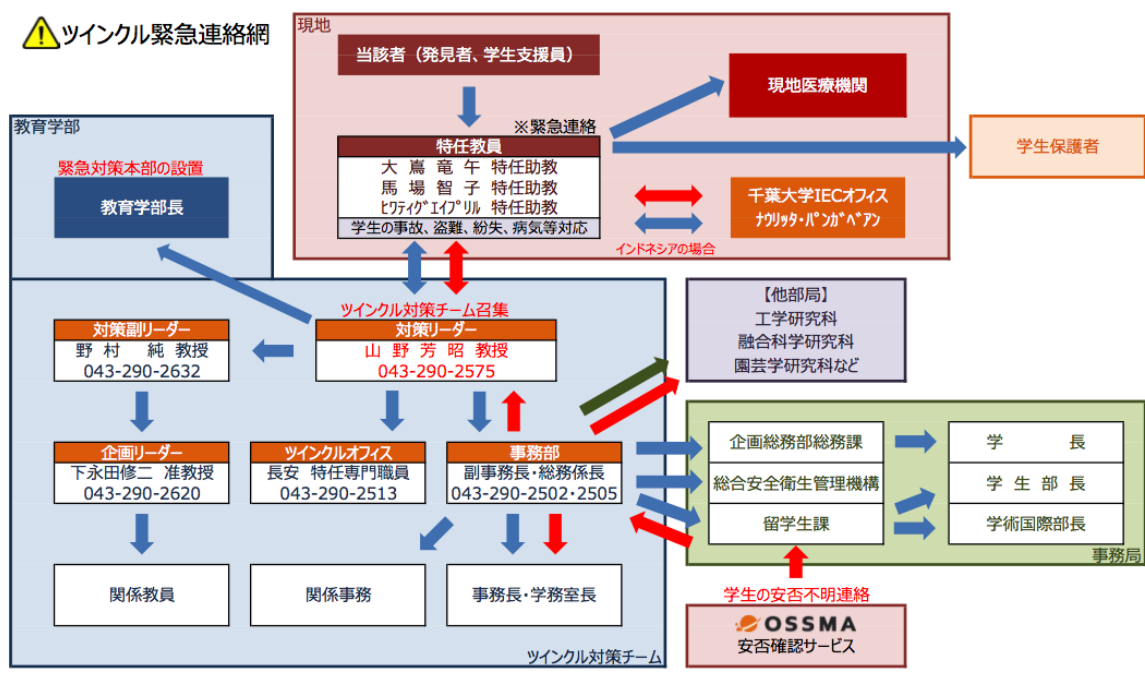 ツインクル緊急連絡網
現地
当該者（発見者、学生支援員）
現地医療機関
※緊急連絡
特任教員
大 嶌 竜 午 特任助教
馬 場 智 子 特任助教
ﾋﾜﾃｨｸﾞｴｲﾌﾟﾘﾙ 特任助教
学生の事故、盗難、紛失、病気等対応
学生保護者
千葉大学IECオフィス
ﾅｳﾘｯﾀ・ﾊﾟﾝｶﾞﾍﾞｱﾝ
インドネシアの場合
教育学部
緊急対策本部の設置
教育学部長
ツインクル対策チーム召集
対策副リーダー
野 村 純 教授
043-290-2632
対策リーダー
山 野 芳 昭 教授
043-290-2575
【他部局】
工学研究科
融合科学研究科
園芸学研究科など
企画リーダー
下永田修二 准教授
043-290-2620
ツインクルオフィス
長安 特任専門職員
043-290-2513
事務部
副事務長・総務係長
043-290-2502・2505
企画総務部総務課
総合安全衛生管理機構
留学生課
学 長
学 生 部 長
学術国際部長
事務局
関係教員
関係事務
事務長・学務室長
ツインクル対策チーム
学生の安否不明連絡
OSSMA
安否確認サービス